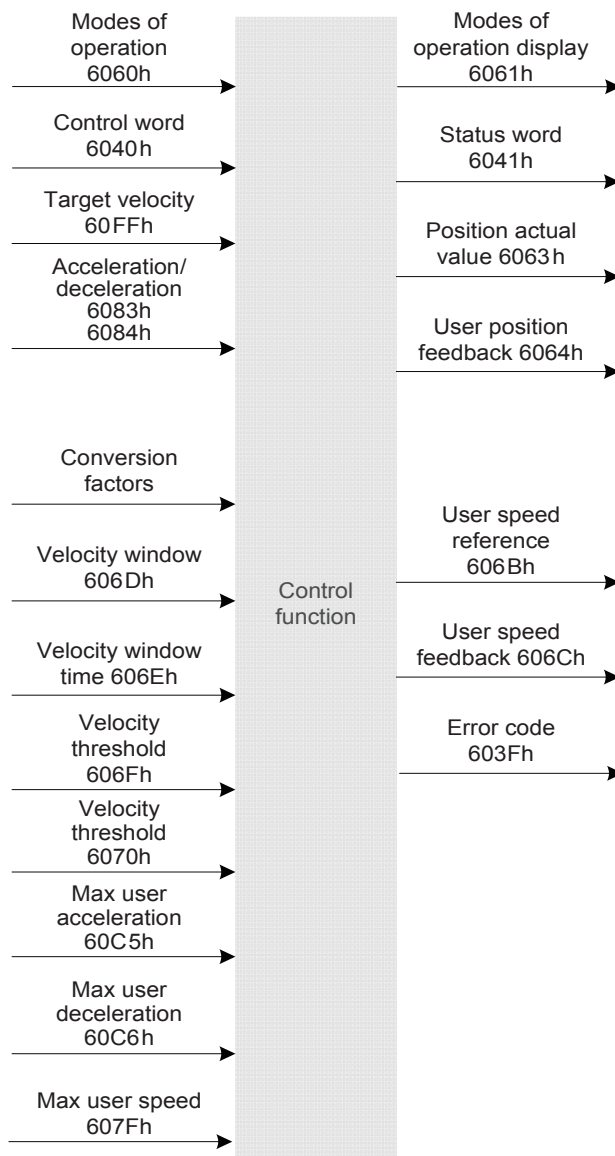 Modes of
operation
6060h
Control word
6040h
Target velocity
60FFh
Acceleration/
deceleration
6083h
6084h
Conversion
factors
Velocity window
606Dh
Velocity window
time 606Eh
Velocity
threshold
606Fh
Velocity
threshold
6070h
Max user
acceleration
60C5h
Max user
deceleration
60C6h
Max user speed
607Fh
Control
function
Modes of
operation display
6061h
Status word
6041h
Position actual
value 6063h
User position
feedback 6064h
User speed
reference
606Bh
User speed
feedback 606Ch
Error code
603Fh